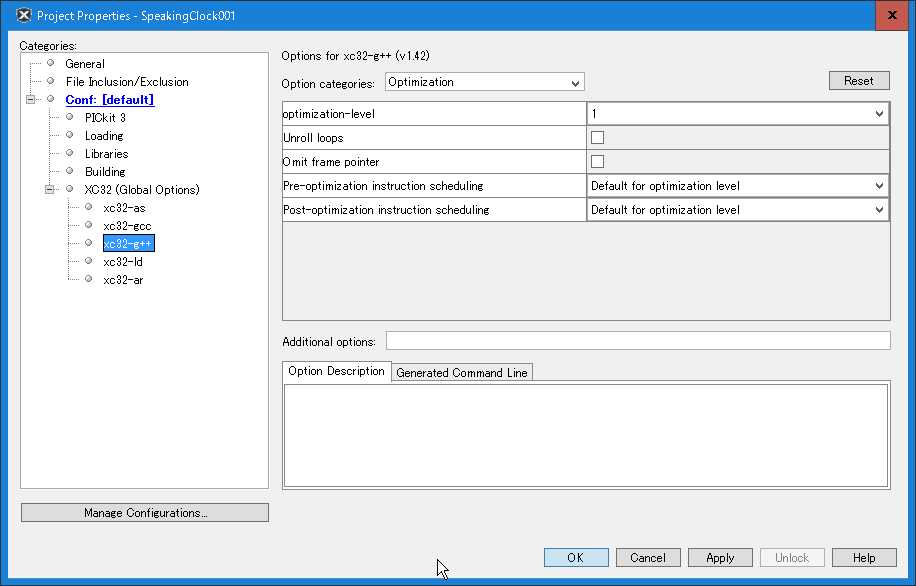 Project Properties - SpeakingClock001
Categories:
General
File Inclusion/Exclusion
Conf: [default]
PICkit 3
Loading
Libraries
Building
XC32 (Global Options)
xc32-as
xc32-gcc
xc32-g++
xc32-ld
xc32-ar
Manage Configurations...
Options for xc32-g++ (v1.42)
Option categories: Optimization
Reset
optimization-level 1
Unroll loops
Omit frame pointer
Pre-optimization instruction scheduling Default for optimization level
Post-optimization instruction scheduling Default for optimization level
Additional options:
Option Description Generated Command Line
OK Cancel Apply Unlock Help